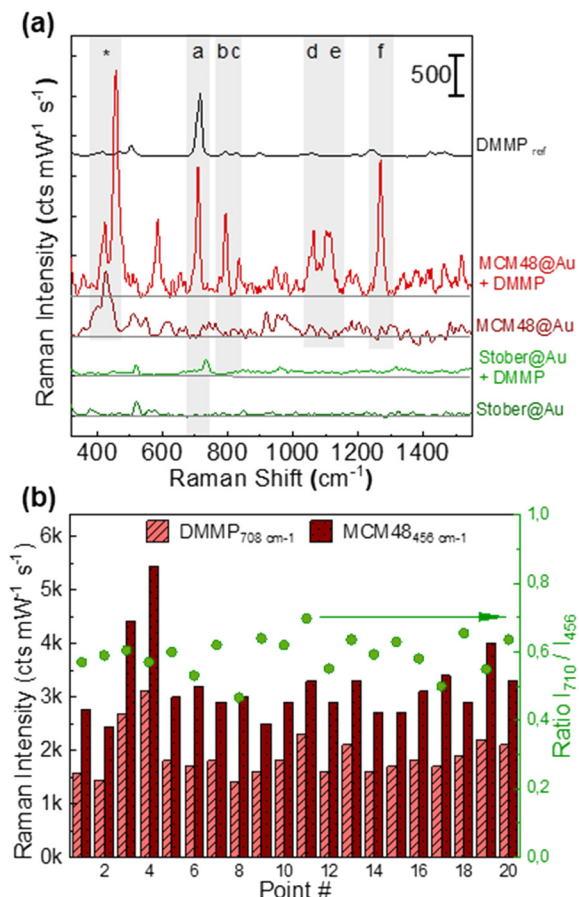 (a)
* a b c d e f
500
DMMP ref
MCM48@Au
+ DMMP
MCM48@Au
Stober@Au
+ DMMP
Stober@Au
Raman Intensity (cts mW-1 s-1)
400 600 800 1000 1200 1400
Raman Shift (cm-1)
(b)
DMMP708 cm-1 MCM48456 cm-1
6k
5k
4k
3k
2k
1k
0k
Raman Intensity (cts mW-1 s-1)
1,0
0,8
0,6
0,4
0,2
0,0
Ratio I710 / I456
2 4 6 8 10 12 14 16 18 20
Point #